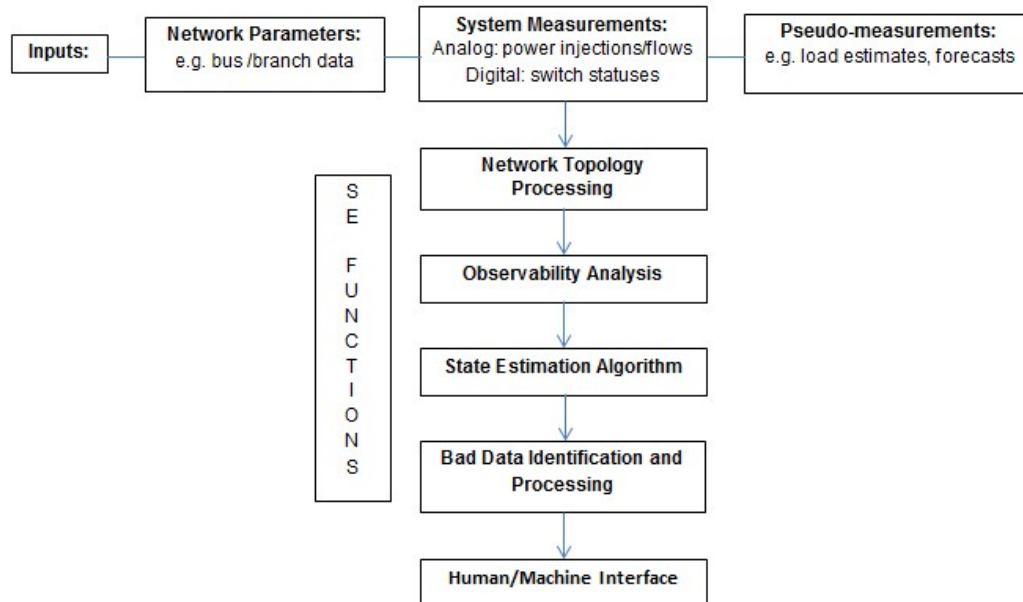 Inputs:
Network Parameters:
e.g. bus /branch data
System Measurements:
Analog: power injections/flows
Digital: switch statuses
Pseudo-measurements:
e.g. load estimates, forecasts
S
E
F
U
N
C
T
I
O
N
S
Network Topology
Processing
Observability Analysis
State Estimation Algorithm
Bad Data Identification and
Processing
Human/Machine Interface